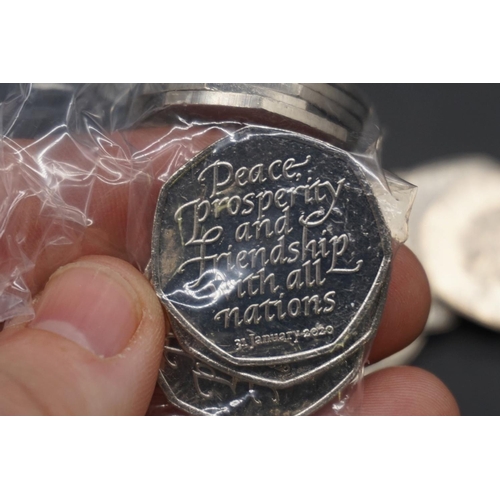 Peace,
prosperity
and
friendship
with all
nations
31 January 2020